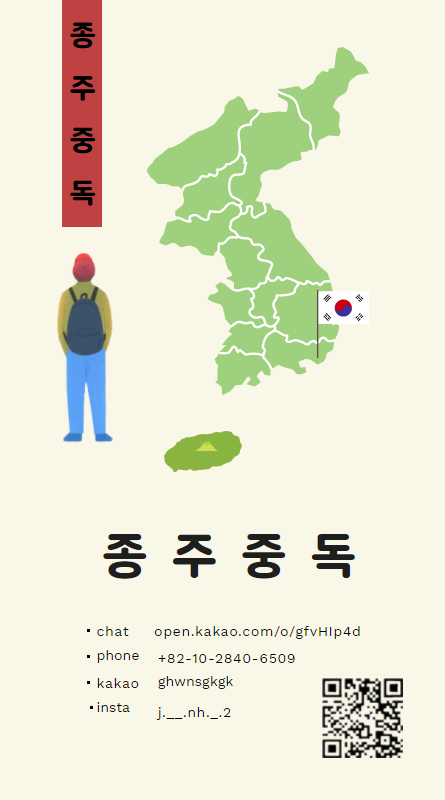 종
주
중
독
종주중독
chat open.kakao.com/o/gfvHIp4d
phone +82-10-2840-6509
kakao ghwnsgkgk
insta j.__.nh._.2